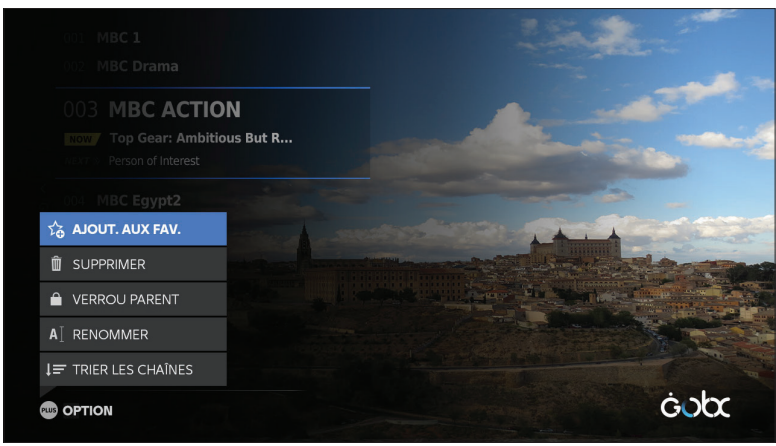 001 MBC 1
002 MBC Drama
003 MBC ACTION
NOW Top Gear: Ambitious But R...
Person of Interest
004 MBC Egypt2
AJOUT. AUX FAV.
SUPPRIMER
VERROU PARENT
A RENOMMER
TRIER LES CHAÎNES
PLUS OPTION
Gobx